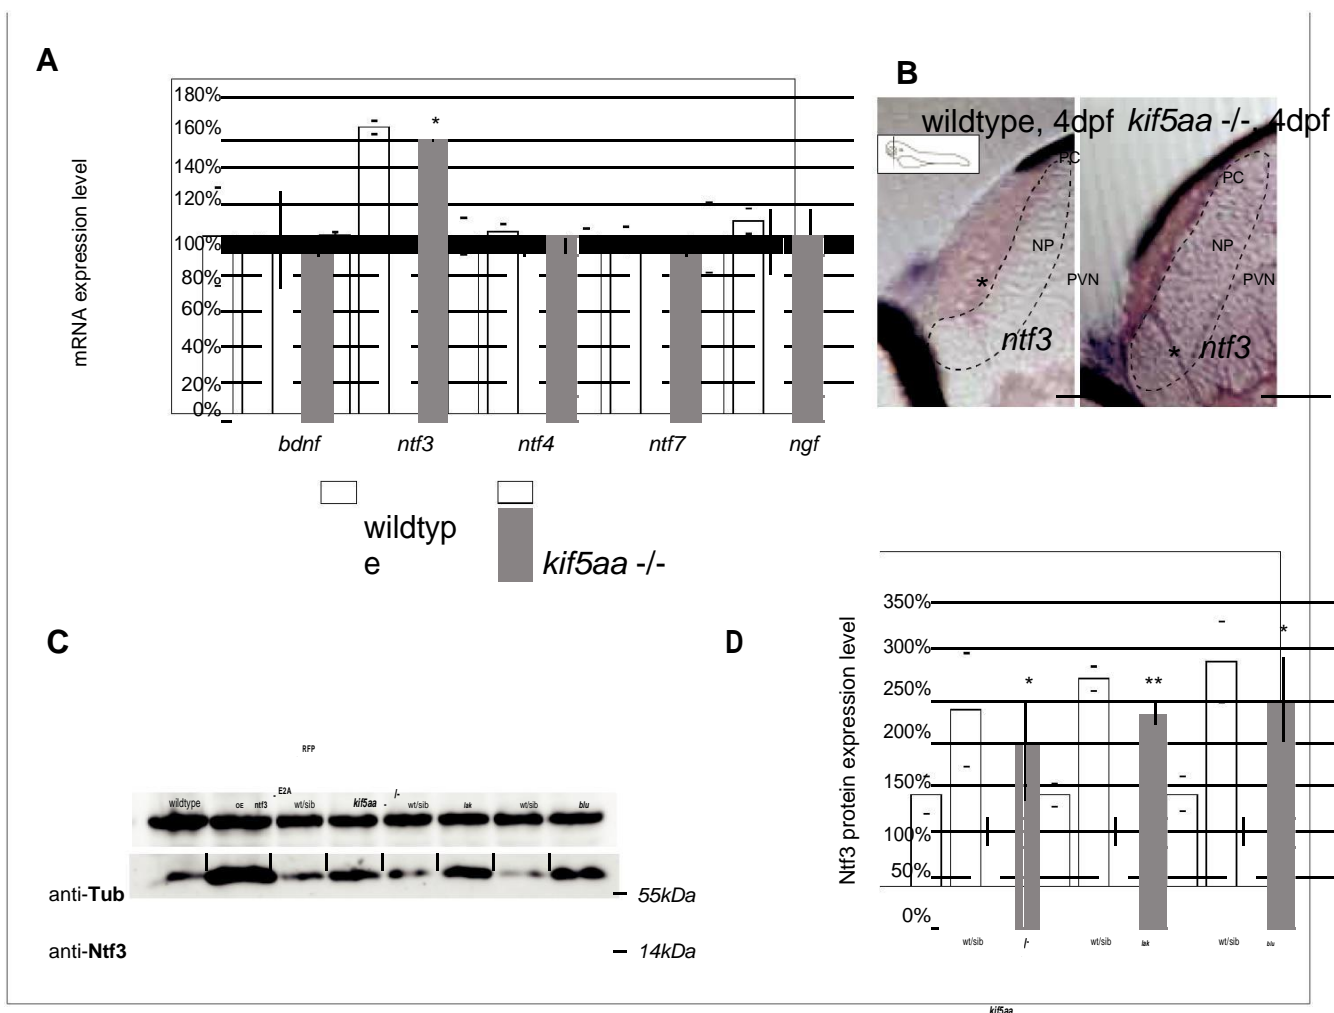 A
180%
160%
140%
120%
100%
80%
60%
40%
20%
0%
mRNA expression level
*
bdnf ntf3 ntf4 ntf7 ngf
wildtyp
e
kif5aa -/-
B
wildtype, 4dpf kif5aa -/-, 4dpf
PC
PC
NP
NP
PVN
PVN
*
*
ntf3
ntf3
C
RFP
- E2A
/-
wildtype OE ntf3 wt/sib kif5aa - wt/sib lak wt/sib blu
anti-Tub
55kDa
anti-Ntf3
14kDa
D
350%
300%
250%
200%
150%
100%
50%
0%
Ntf3 protein expression level
* ** *
wt/sib /- wt/sib lak wt/sib blu
kif5aa